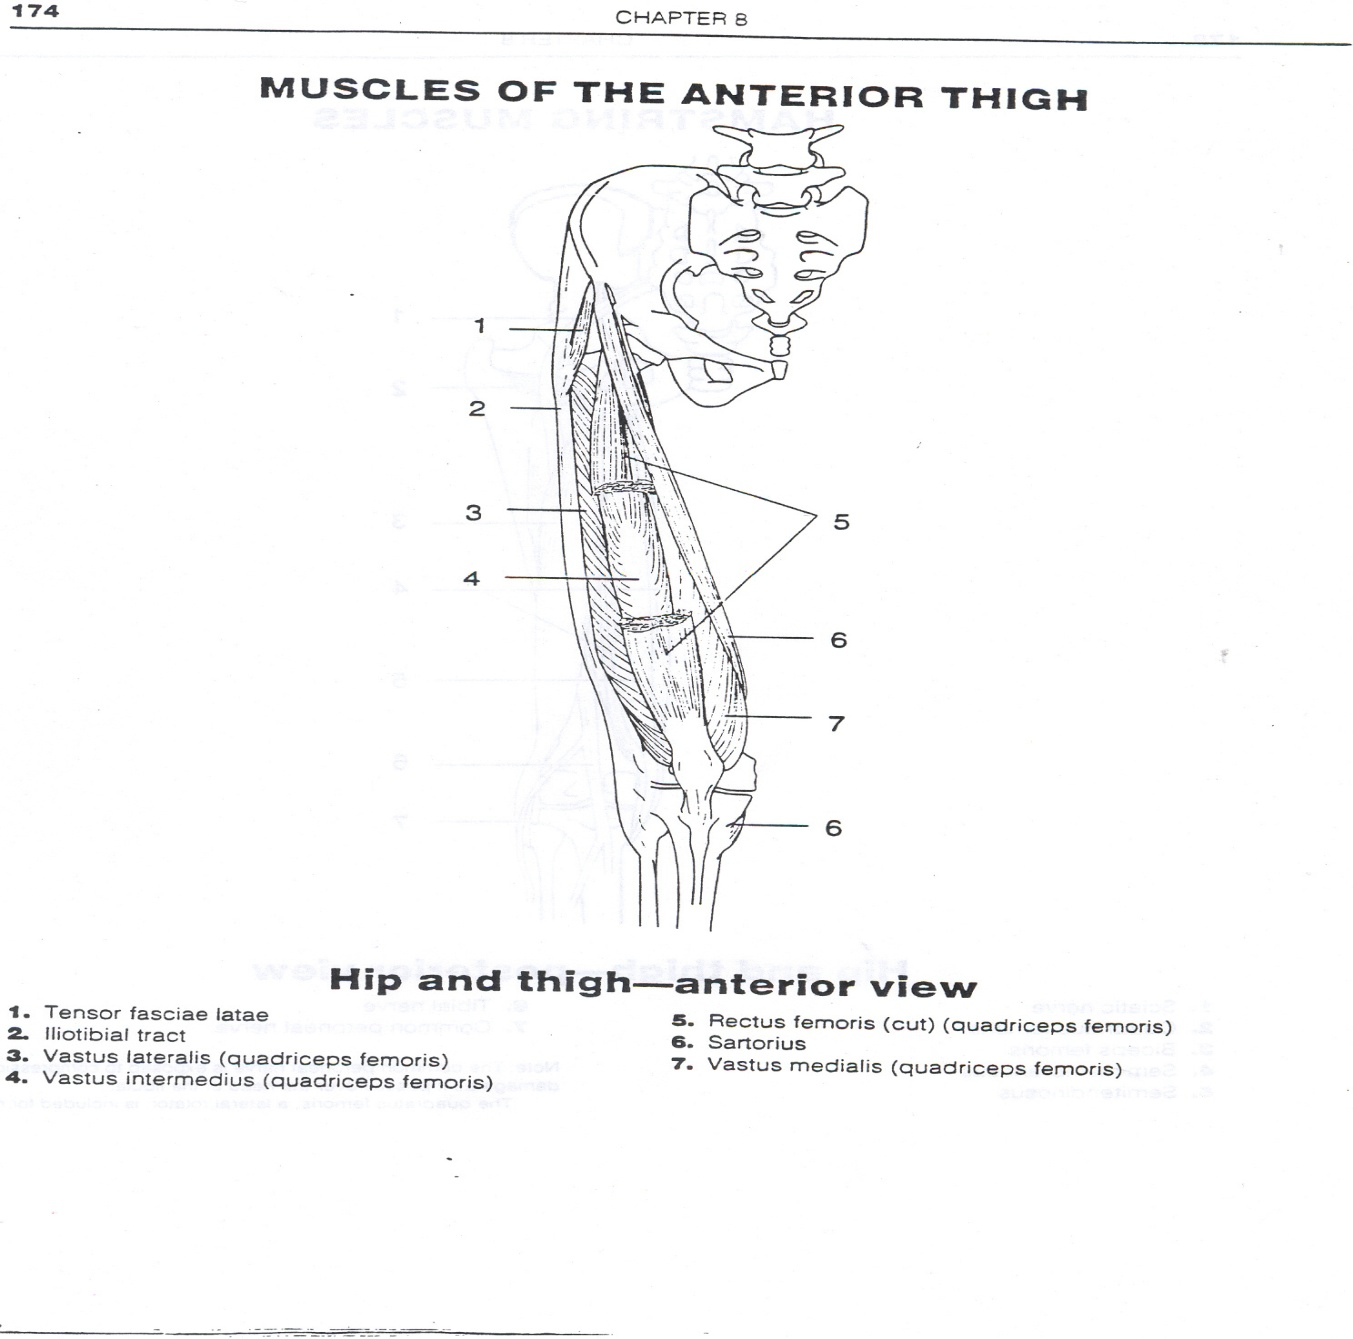 174
CHAPTER 8
MUSCLES OF THE ANTERIOR THIGH
1
2
3
4
5
6
7
6
Hip and thigh—anterior view
1. Tensor fasciae latae
2. Iliotibial tract
3. Vastus lateralis (quadriceps femoris)
4. Vastus intermedius (quadriceps femoris)
5. Rectus femoris (cut) (quadriceps femoris)
6. Sartorius
7. Vastus medialis (quadriceps femoris)